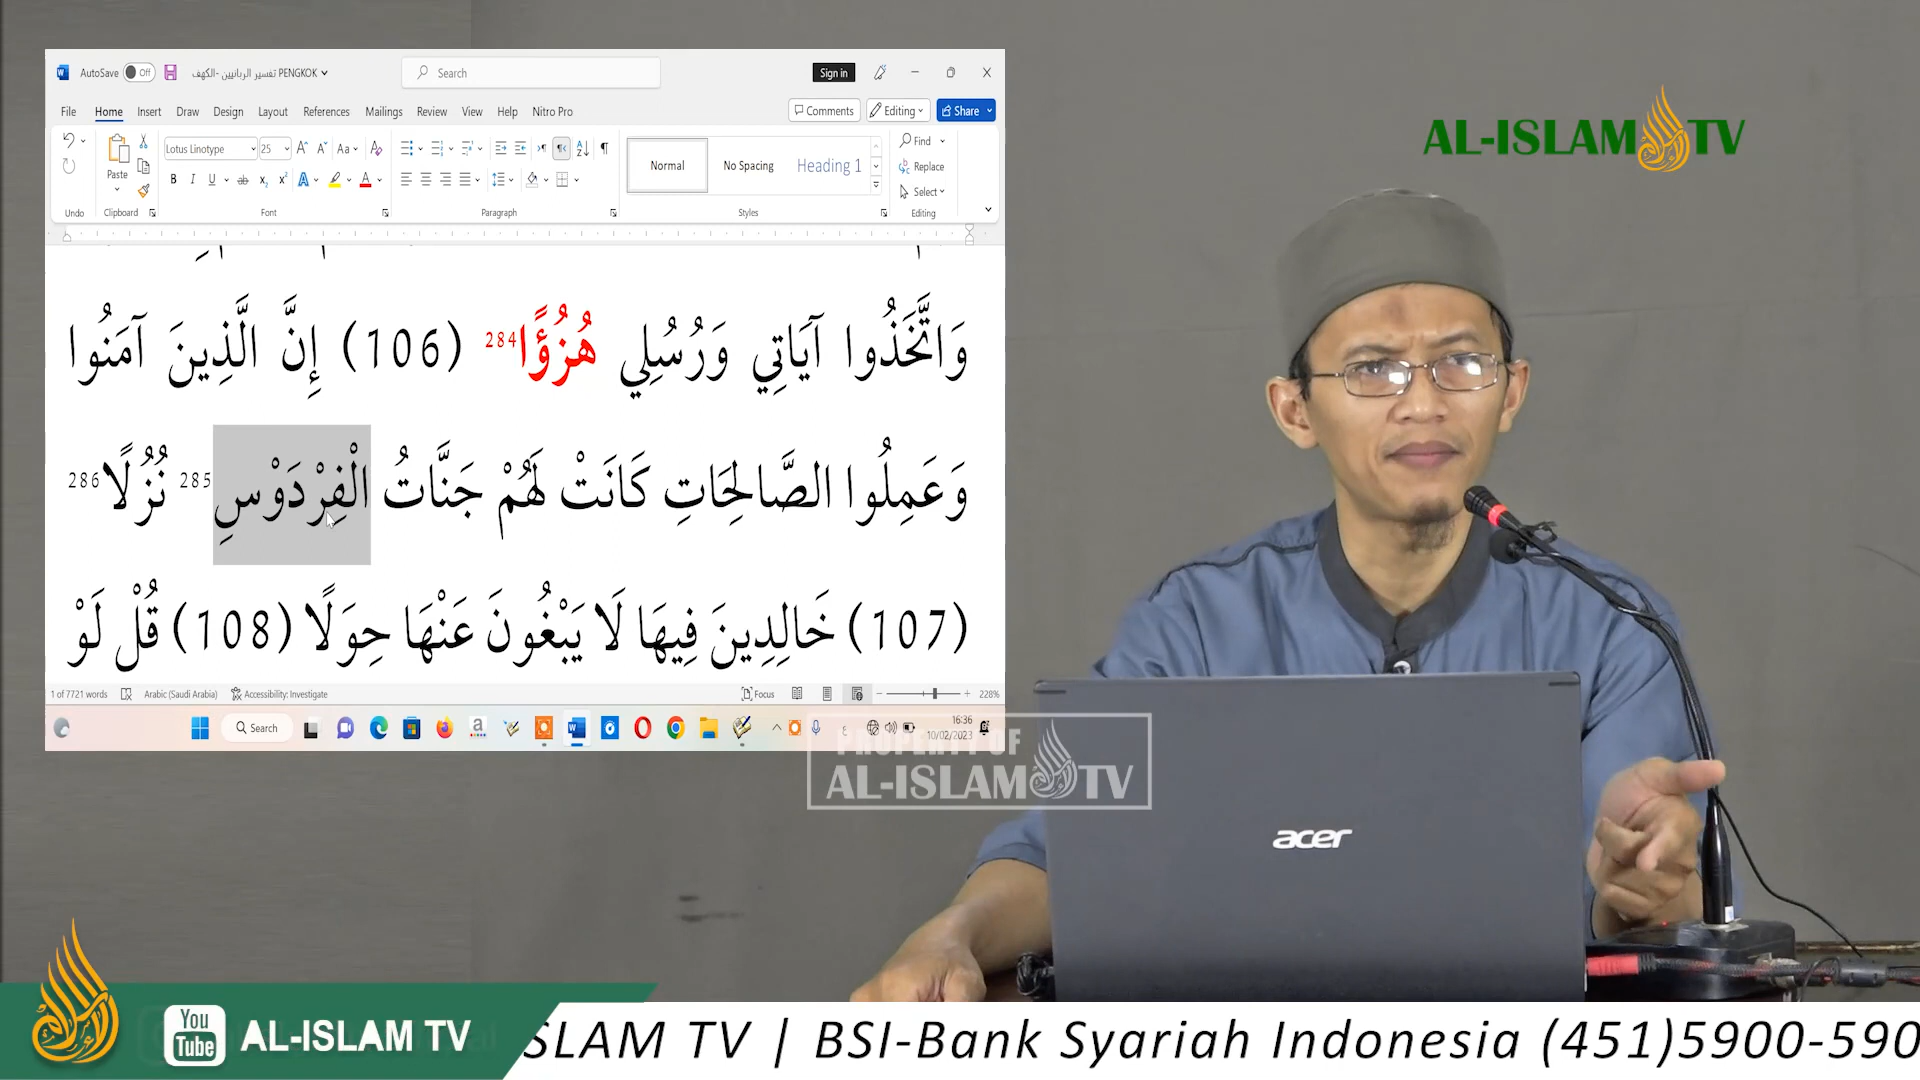 AutoSave Off تفسير الربانيين -الكهف PENGKOK
Search
Sign in
File Home Insert Draw Design Layout References Mailings Review View Help Nitro Pro
Comments Editing Share
Lotus Linotype 25
Paste
Normal No Spacing Heading 1
Find
Replace
Select
Undo Clipboard Font Paragraph Styles Editing
وَاتَّخَذُوا آيَاتِي وَرُسُلِي هُزُؤًا284 (106) إِنَّ الَّذِينَ آمَنُوا
وَعَمِلُوا الصَّالِحَاتِ كَانَتْ لَهُمْ جَنَّاتُ الْفِرْدَوْسِ285 نُزُلًا286
(107) خَالِدِينَ فِيهَا لَا يَبْغُونَ عَنْهَا حِوَلًا (108) قُلْ لَوْ
1 of 7721 words Arabic (Saudi Arabia) Accessibility: Investigate Focus 228%
Search
16:36
10/02/2023
AL-ISLAM TV
PROPERTY OF
AL-ISLAM TV
acer
You
Tube
AL-ISLAM TV
SLAM TV | BSI-Bank Syariah Indonesia (451)5900-590